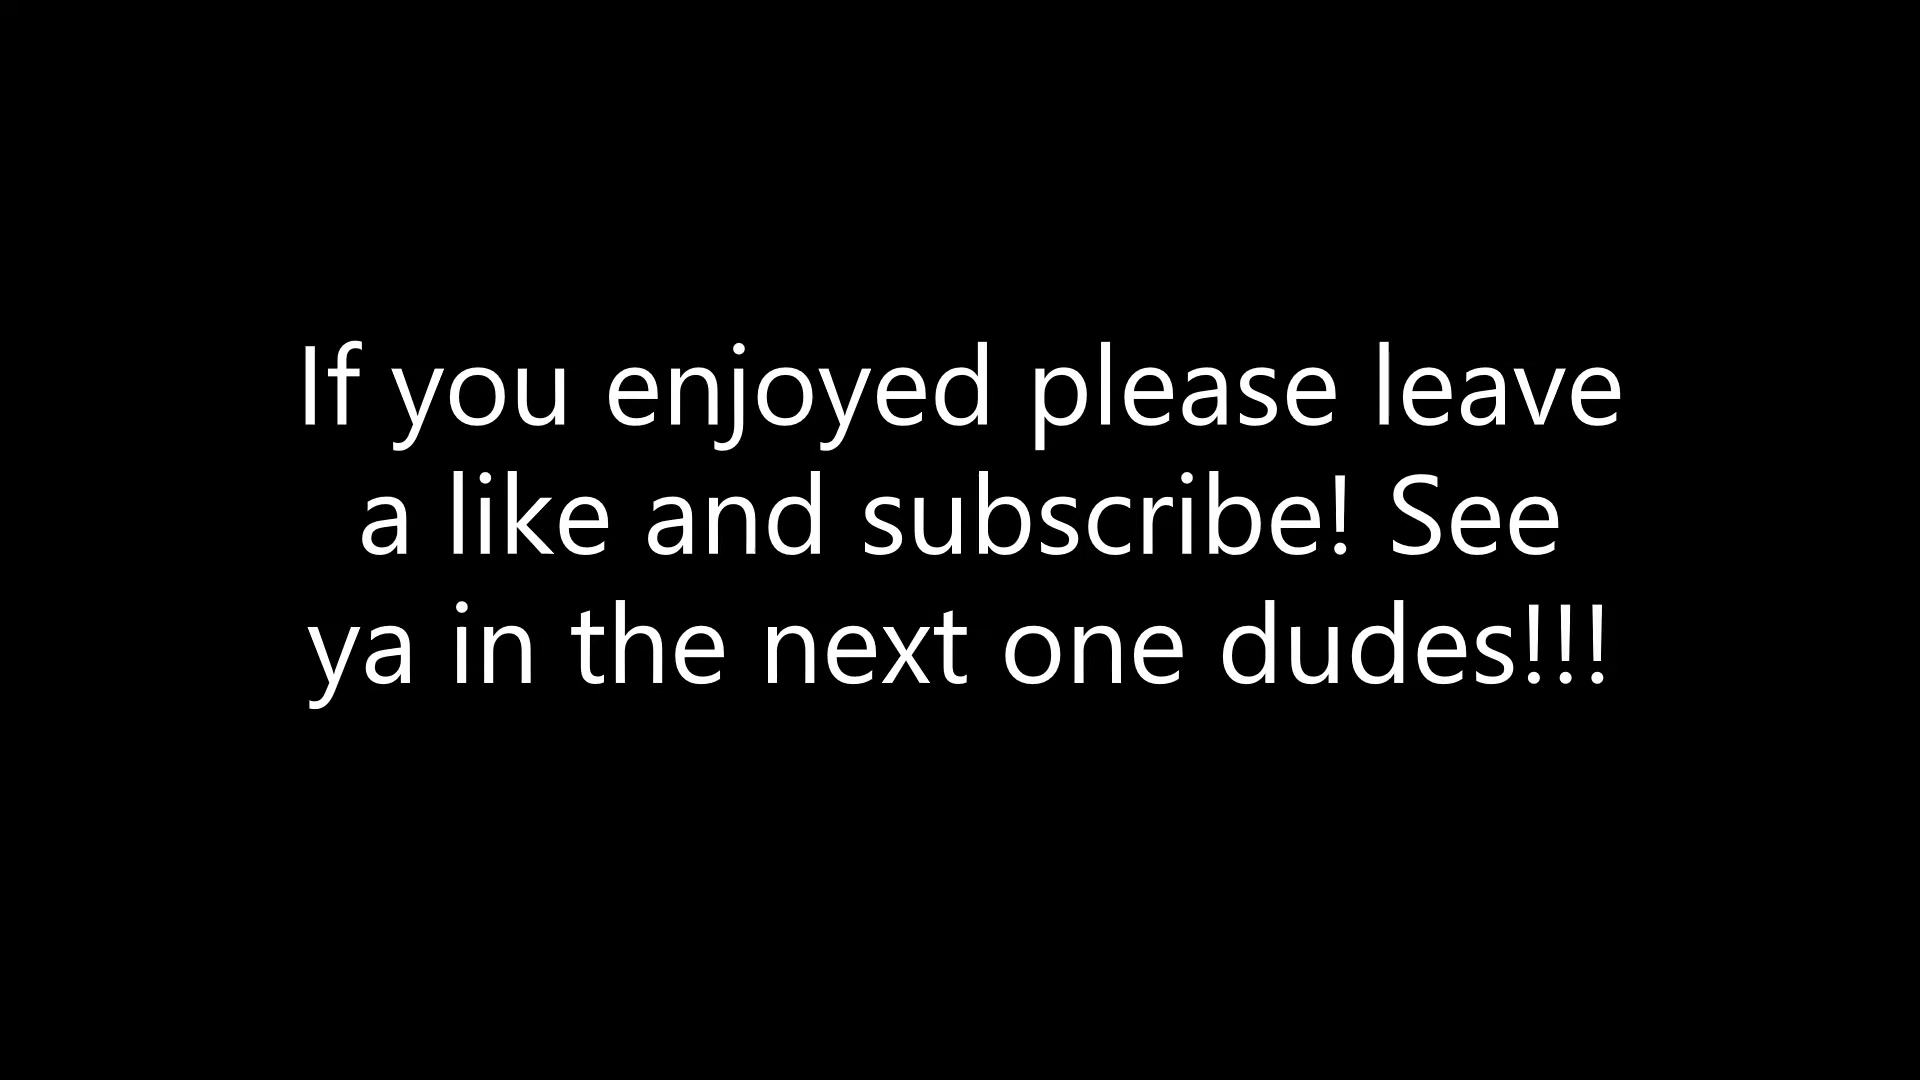 If you enjoyed please leave
a like and subscribe! See
ya in the next one dudes!!!